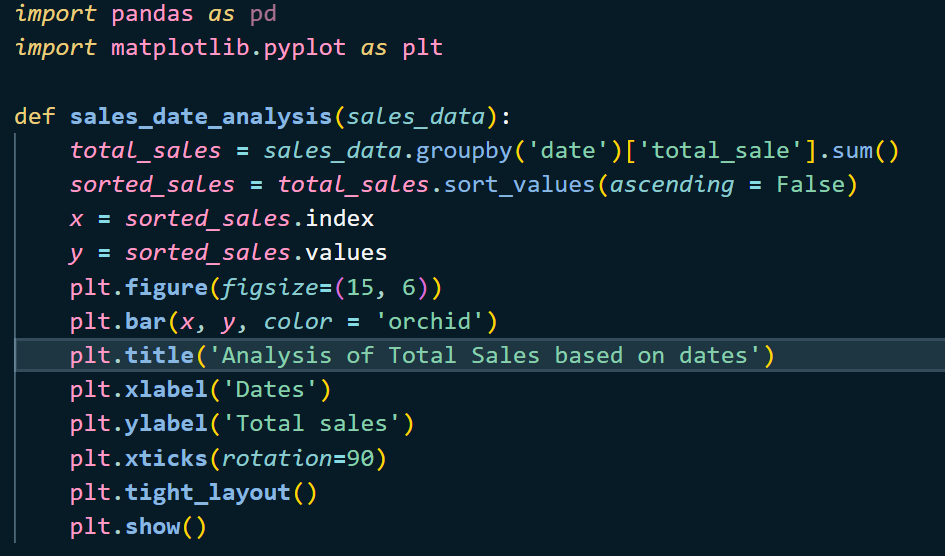 import pandas as pd
import matplotlib.pyplot as plt

def sales_date_analysis(sales_data):
    total_sales = sales_data.groupby('date')['total_sale'].sum()
    sorted_sales = total_sales.sort_values(ascending = False)
    x = sorted_sales.index
    y = sorted_sales.values
    plt.figure(figsize=(15, 6))
    plt.bar(x, y, color = 'orchid')
    plt.title('Analysis of Total Sales based on dates')
    plt.xlabel('Dates')
    plt.ylabel('Total sales')
    plt.xticks(rotation=90)
    plt.tight_layout()
    plt.show()